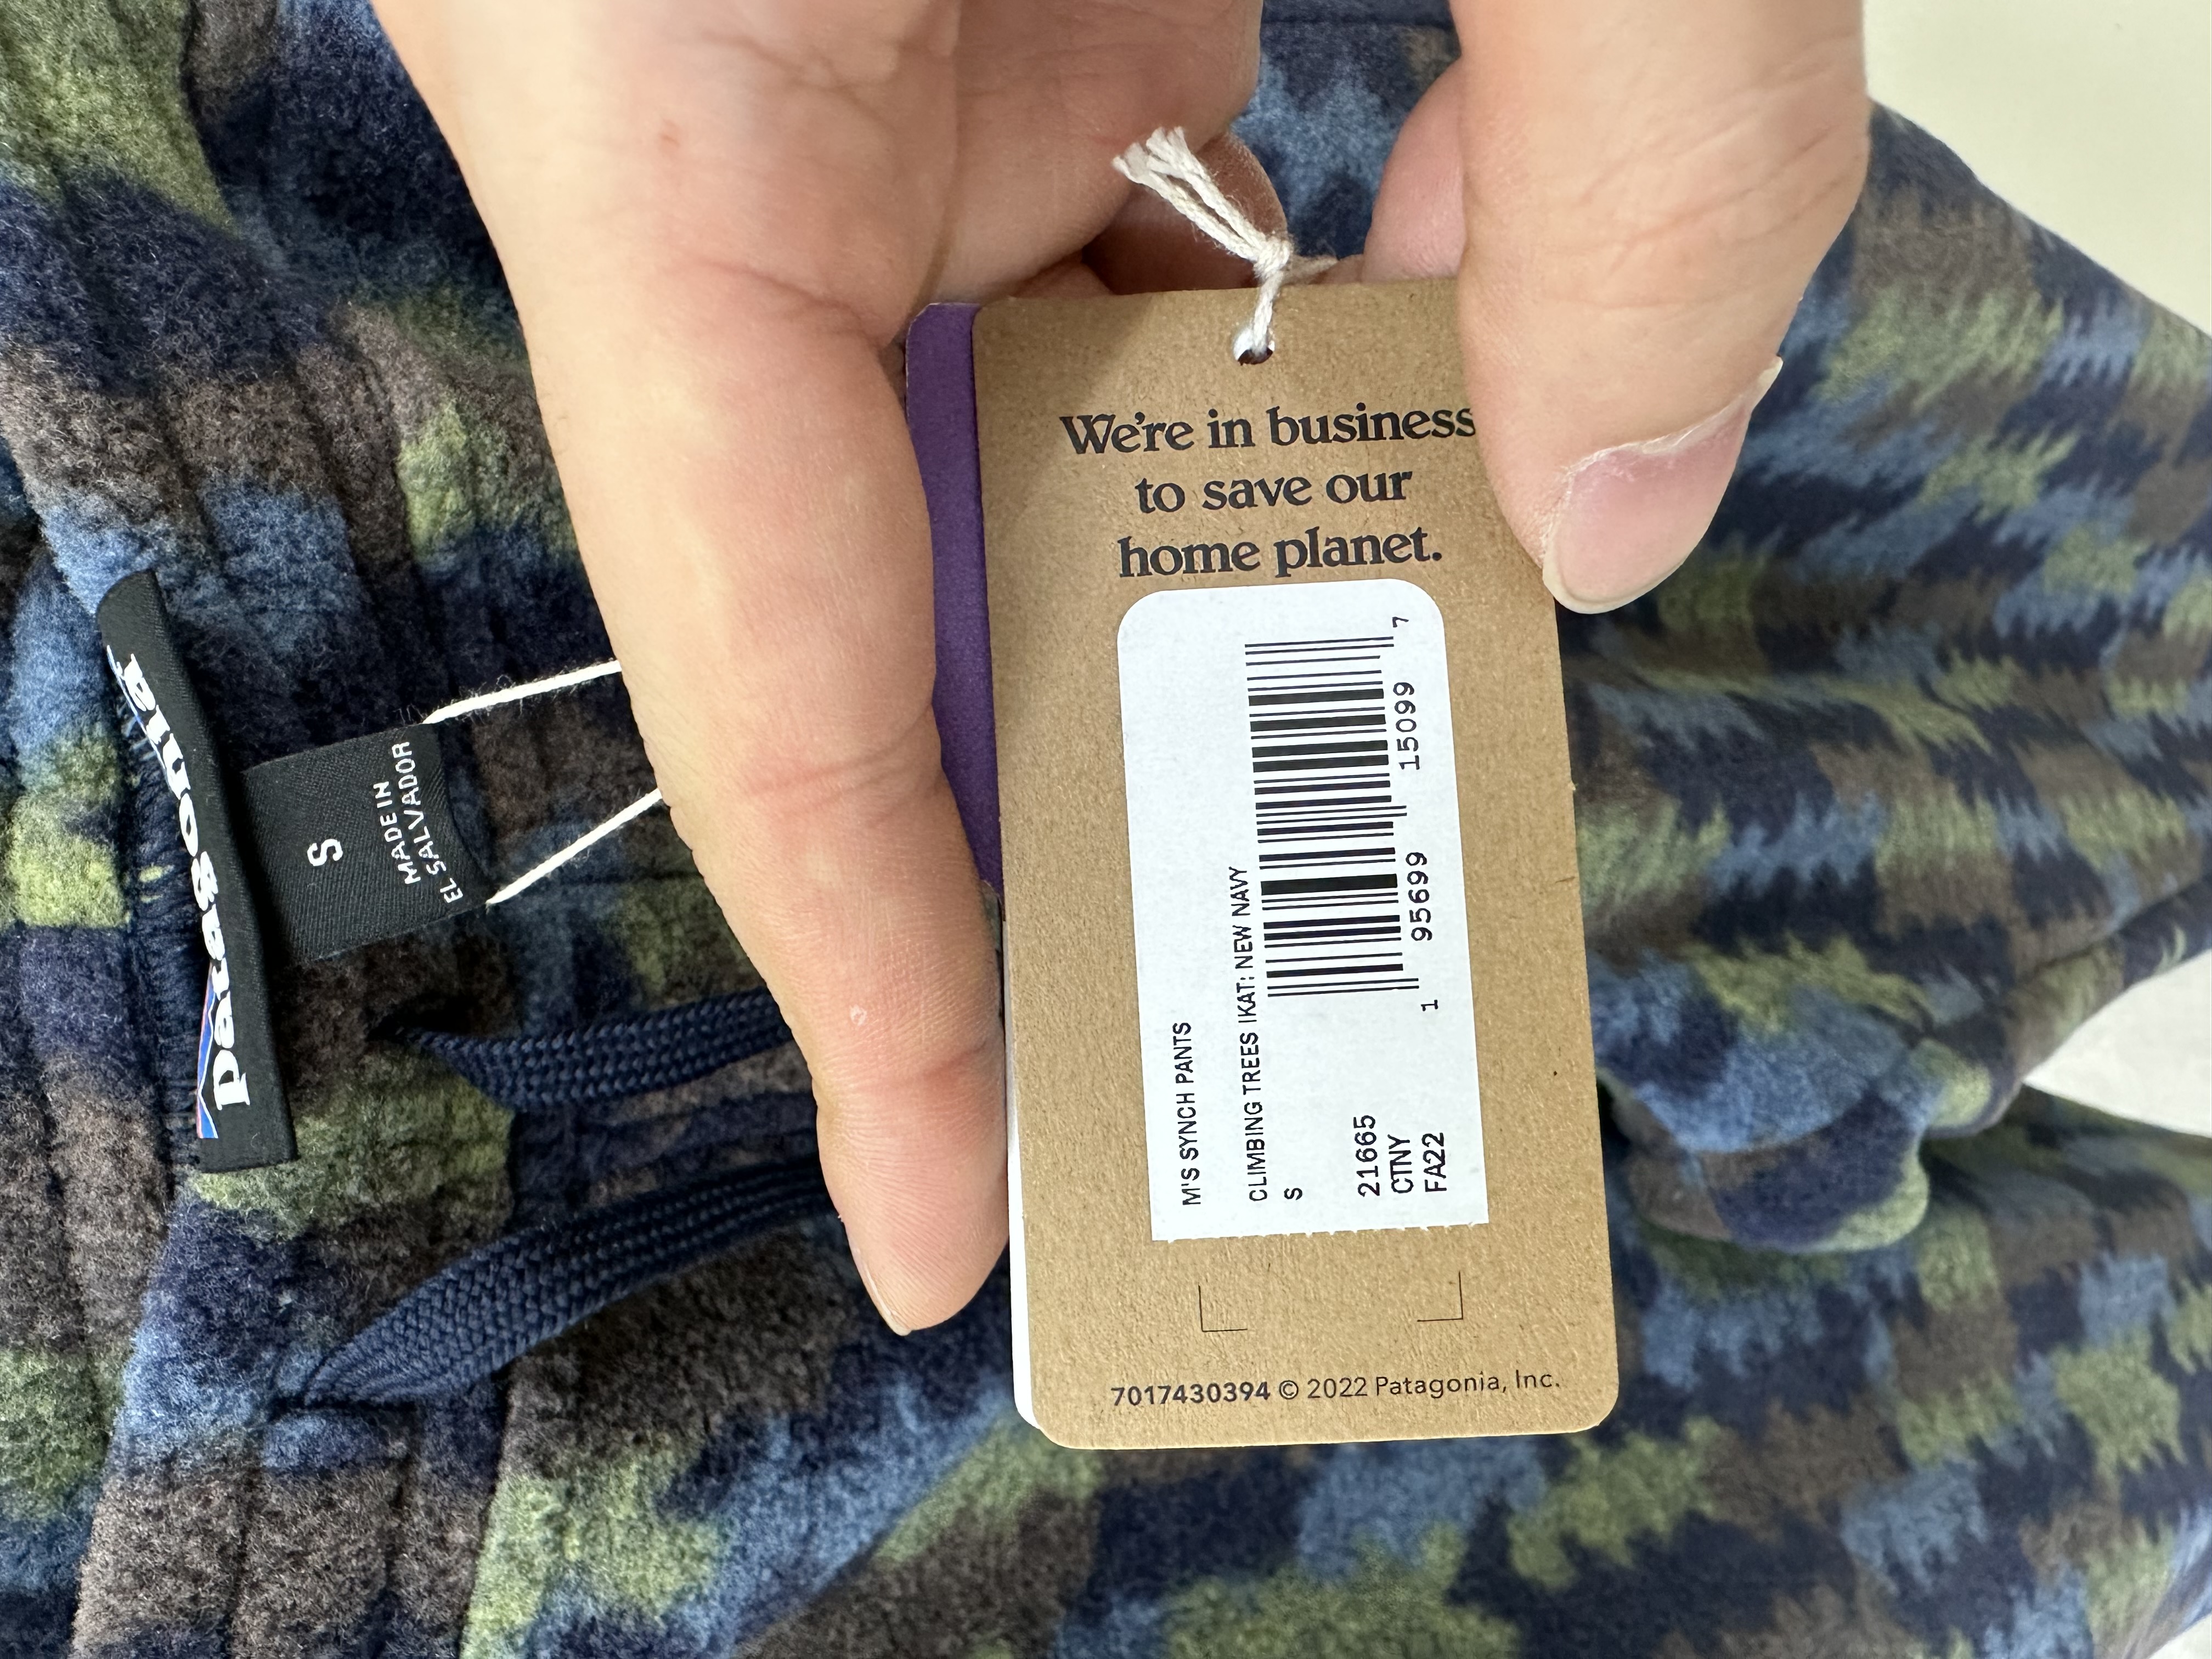 We're in business
to save our
home planet.
M'S SYNCH PANTS
CLIMBING TREES IKAT: NEW NAVY
S
21665
CTNY
FA22
1 95699 15099 7
7017430394 © 2022 Patagonia, Inc.
patagonia
S
MADE IN
EL SALVADOR